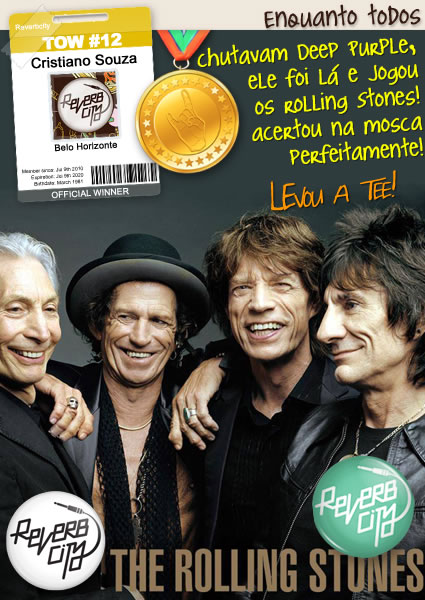 Enquanto todos
Reverbcity
TOW #12
Cristiano Souza
REVERB
CITY
Belo Horizonte
Member since: Jul 9th 2010
Expiration: Jul 9th 2020
Birthdate: March 1981
OFFICIAL WINNER
chutavam Deep Purple,
ele foi lá e jogou
os Rolling Stones!
acertou na mosca
perfeitamente!
Levou a tee!
REVERB
CITY
REVERB
CITY
THE ROLLING STONES